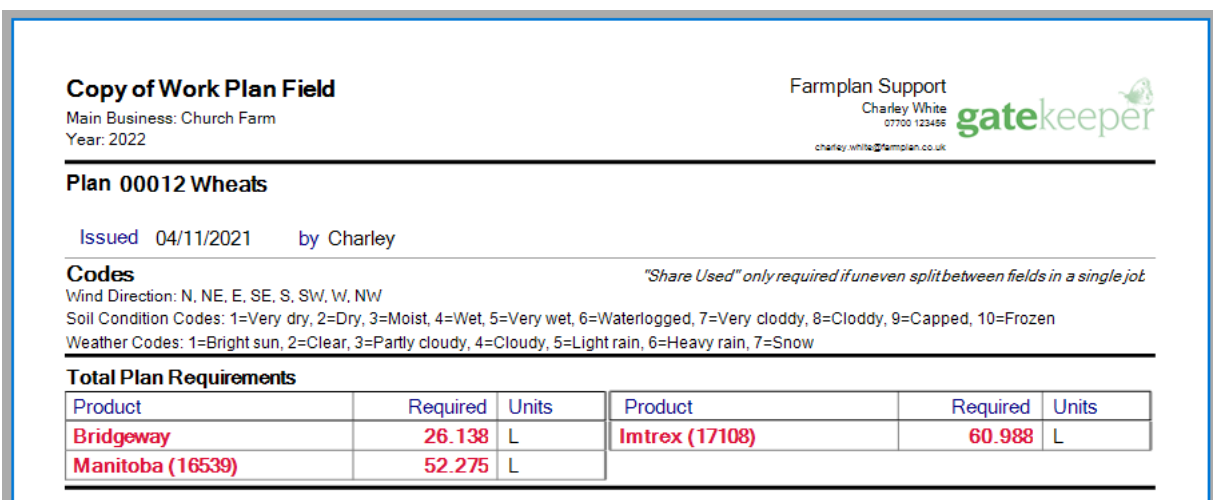 Copy of Work Plan Field
Main Business: Church Farm
Year: 2022
Farmplan Support
Charley White
07700 123456
charley.white@farmplan.co.uk
gatekeeper
Plan 00012 Wheats
Issued 04/11/2021 by Charley
Codes
"Share Used" only required if uneven split between fields in a single job.
Wind Direction: N, NE, E, SE, S, SW, W, NW
Soil Condition Codes: 1=Very dry, 2=Dry, 3=Moist, 4=Wet, 5=Very wet, 6=Waterlogged, 7=Very cloddy, 8=Cloddy, 9=Capped, 10=Frozen
Weather Codes: 1=Bright sun, 2=Clear, 3=Partly cloudy, 4=Cloudy, 5=Light rain, 6=Heavy rain, 7=Snow
Total Plan Requirements
Product Required Units Product Required Units
Bridgeway 26.138 L Imtrex (17108) 60.988 L
Manitoba (16539) 52.275 L